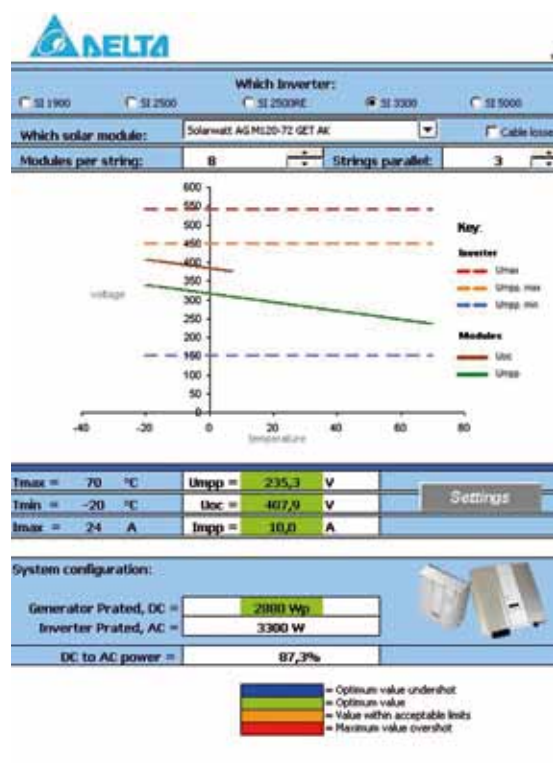 DELTA
Which Inverter:
SI 1900 SI 2500 SI 2500RE SI 3300 SI 5000
Which solar module: Solarwatt AG M120-72 GET AK Cable losse
Modules per string: 8 Strings parallel: 3
600
550
500
450
400
350
300
250
200
150
100
50
0
-40 -20 0 20 40 60 80
voltage
temperature
Key:
Inverter
Umax
Umpp, max
Umpp, min
Modules
Uoc
Umpp
Tmax = 70 °C Umpp = 235,3 V
Tmin = -20 °C Uoc = 407,9 V
Imax = 24 A Impp = 10,0 A
Settings
System configuration:
Generator Prated, DC = 2880 Wp
Inverter Prated, AC = 3300 W
DC to AC power = 87,3%
= Optimum value undershot
= Optimum value
= Value within acceptable limits
= Maximum value overshot